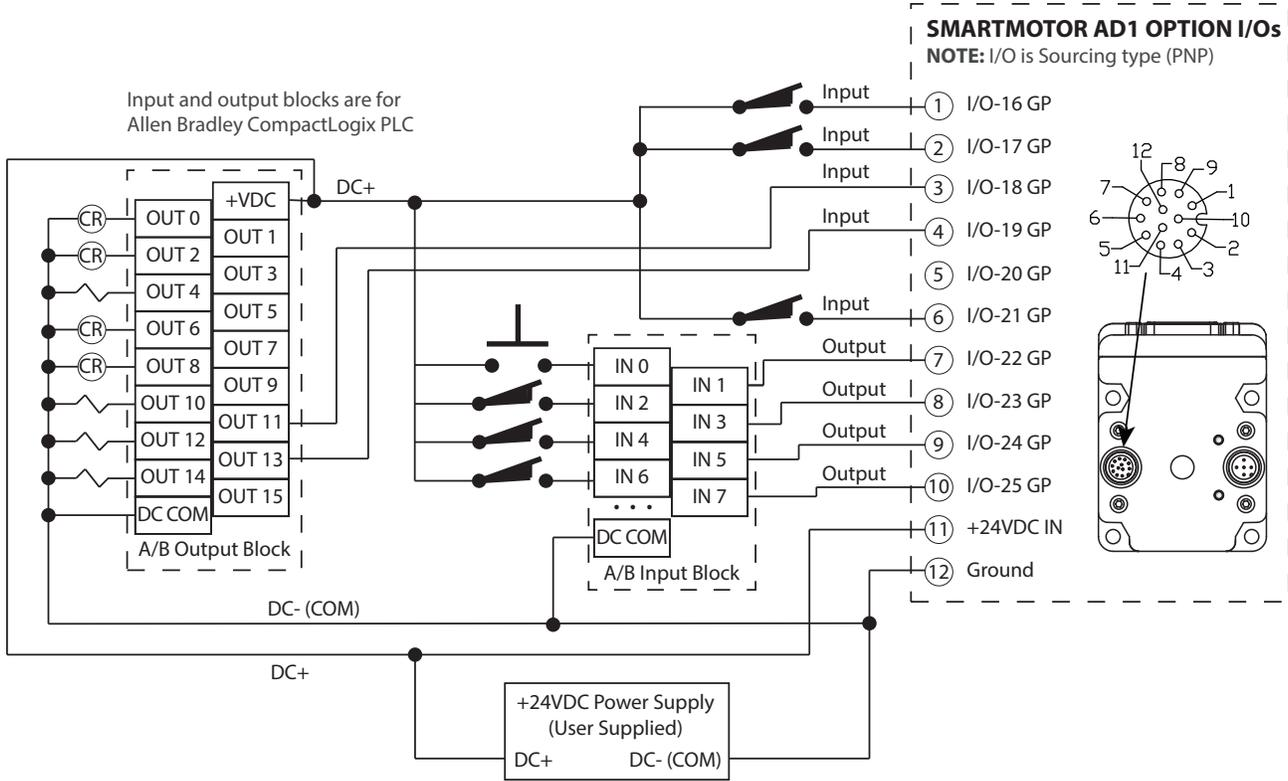 SMARTMOTOR AD1 OPTION I/Os
NOTE: I/O is Sourcing type (PNP)
Input and output blocks are for
Allen Bradley CompactLogix PLC
Input
1 I/O-16 GP
Input
2 I/O-17 GP
Input
3 I/O-18 GP
Input
4 I/O-19 GP
5 I/O-20 GP
Input
6 I/O-21 GP
Output
7 I/O-22 GP
Output
8 I/O-23 GP
Output
9 I/O-24 GP
Output
10 I/O-25 GP
11 +24VDC IN
12 Ground
12
8
9
7
1
6
10
5
2
11
4
3
DC+
+VDC
CR
OUT 0
OUT 1
CR
OUT 2
OUT 3
OUT 4
OUT 5
CR
OUT 6
OUT 7
CR
OUT 8
OUT 9
OUT 10
OUT 11
OUT 12
OUT 13
OUT 14
OUT 15
DC COM
A/B Output Block
IN 0
IN 1
IN 2
IN 3
IN 4
IN 5
IN 6
IN 7
• • •
DC COM
A/B Input Block
DC- (COM)
DC+
+24VDC Power Supply
(User Supplied)
DC+ DC- (COM)